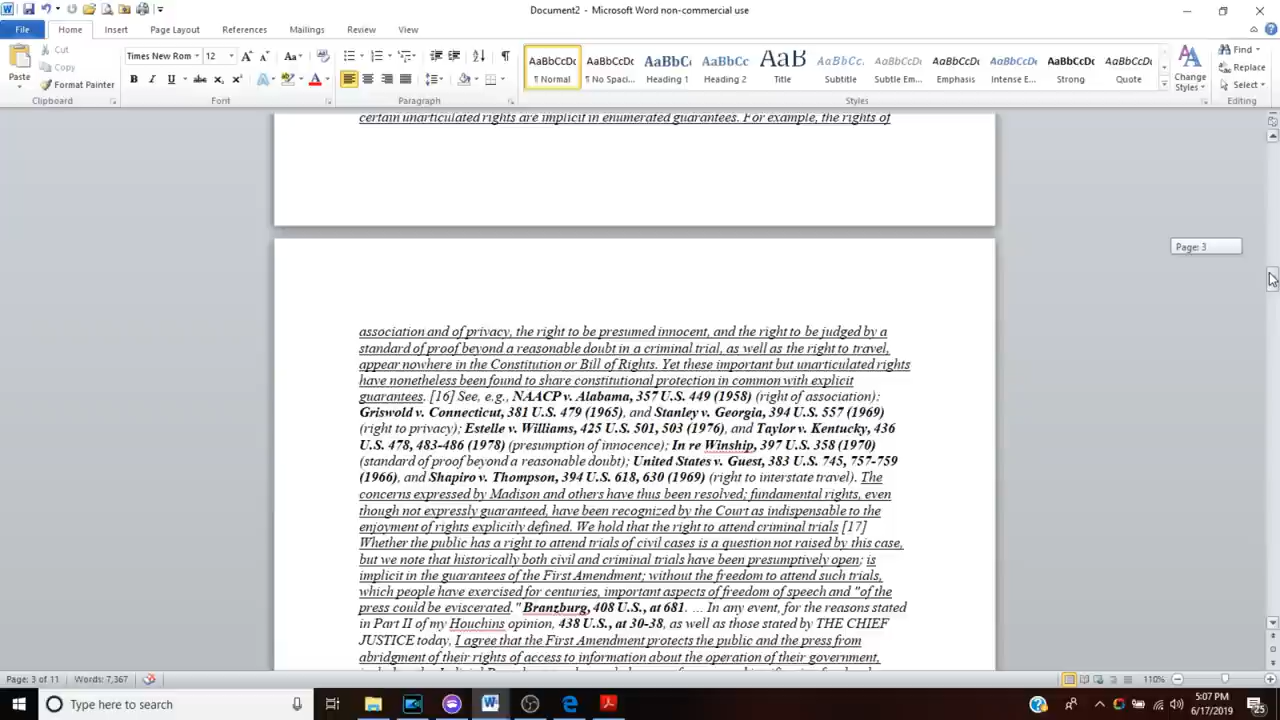 Document2 - Microsoft Word non-commercial use
File Home Insert Page Layout References Mailings Review View
Cut
Copy
Format Painter
Paste
Times New Rom 12
AaBbCcDc AaBbCcDc AaBbCc AaBbCc AaB AaBbCc. AaBbCcDc AaBbCcDc AaBbCcDc AaBbCcDc AaBbCcDc
¶ Normal ¶ No Spaci... Heading 1 Heading 2 Title Subtitle Subtle Em... Emphasis Intense E... Strong Quote
Change
Styles
Find
Replace
Select
Clipboard Font Paragraph Styles Editing
certain unarticulated rights are implicit in enumerated guarantees. For example, the rights of
Page: 3
association and of privacy, the right to be presumed innocent, and the right to be judged by a
standard of proof beyond a reasonable doubt in a criminal trial, as well as the right to travel,
appear nowhere in the Constitution or Bill of Rights. Yet these important but unarticulated rights
have nonetheless been found to share constitutional protection in common with explicit
guarantees. [16] See, e.g., NAACP v. Alabama, 357 U.S. 449 (1958) (right of association);
Griswold v. Connecticut, 381 U.S. 479 (1965), and Stanley v. Georgia, 394 U.S. 557 (1969)
(right to privacy); Estelle v. Williams, 425 U.S. 501, 503 (1976), and Taylor v. Kentucky, 436
U.S. 478, 483-486 (1978) (presumption of innocence); In re Winship, 397 U.S. 358 (1970)
(standard of proof beyond a reasonable doubt); United States v. Guest, 383 U.S. 745, 757-759
(1966), and Shapiro v. Thompson, 394 U.S. 618, 630 (1969) (right to interstate travel). The
concerns expressed by Madison and others have thus been resolved; fundamental rights, even
though not expressly guaranteed, have been recognized by the Court as indispensable to the
enjoyment of rights explicitly defined. We hold that the right to attend criminal trials [17]
Whether the public has a right to attend trials of civil cases is a question not raised by this case,
but we note that historically both civil and criminal trials have been presumptively open; is
implicit in the guarantees of the First Amendment; without the freedom to attend such trials,
which people have exercised for centuries, important aspects of freedom of speech and "of the
press could be eviscerated." Branzburg, 408 U.S., at 681. ... In any event, for the reasons stated
in Part II of my Houchins opinion, 438 U.S., at 30-38, as well as those stated by THE CHIEF
JUSTICE today, I agree that the First Amendment protects the public and the press from
abridgment of their rights of access to information about the operation of their government,
Page: 3 of 11 Words: 7,367 110%
Type here to search
5:07 PM
6/17/2019
25